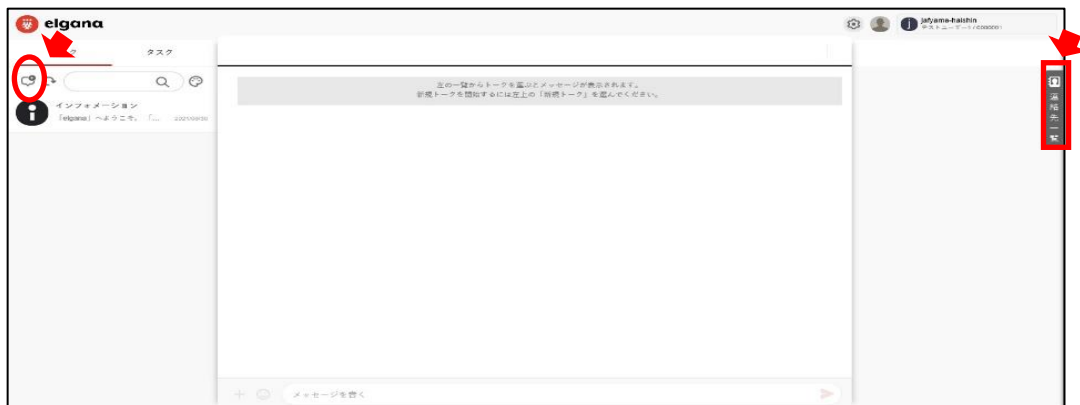 elgana
jafyama-haishin
タスク
左の一覧からトークを選ぶとメッセージが表示されます。
新規トークを開始するには左上の「新規トーク」を選んでください。
インフォメーション
「elgana」へようこそ。「...
連絡先一覧
メッセージを書く